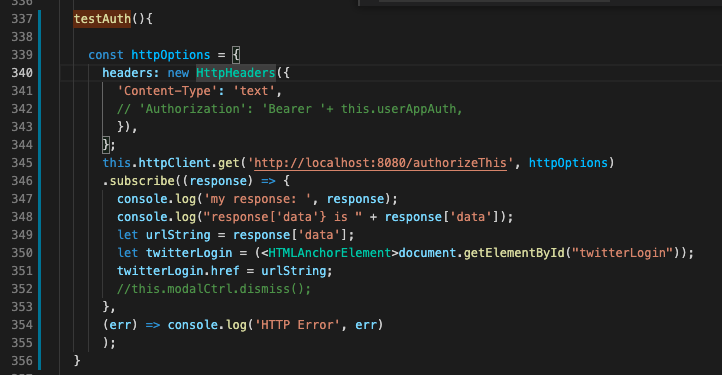 336
337 testAuth(){
338
339 const httpOptions = {
340 headers: new HttpHeaders({
341 'Content-Type': 'text',
342 // 'Authorization': 'Bearer '+ this.userAppAuth,
343 }),
344 };
345 this.httpClient.get('http://localhost:8080/authorizeThis', httpOptions)
346 .subscribe((response) => {
347 console.log('my response: ', response);
348 console.log("response['data'} is " + response['data']);
349 let urlString = response['data'];
350 let twitterLogin = (<HTMLAnchorElement>document.getElementById("twitterLogin"));
351 twitterLogin.href = urlString;
352 //this.modalCtrl.dismiss();
353 },
354 (err) => console.log('HTTP Error', err)
355 );
356 }